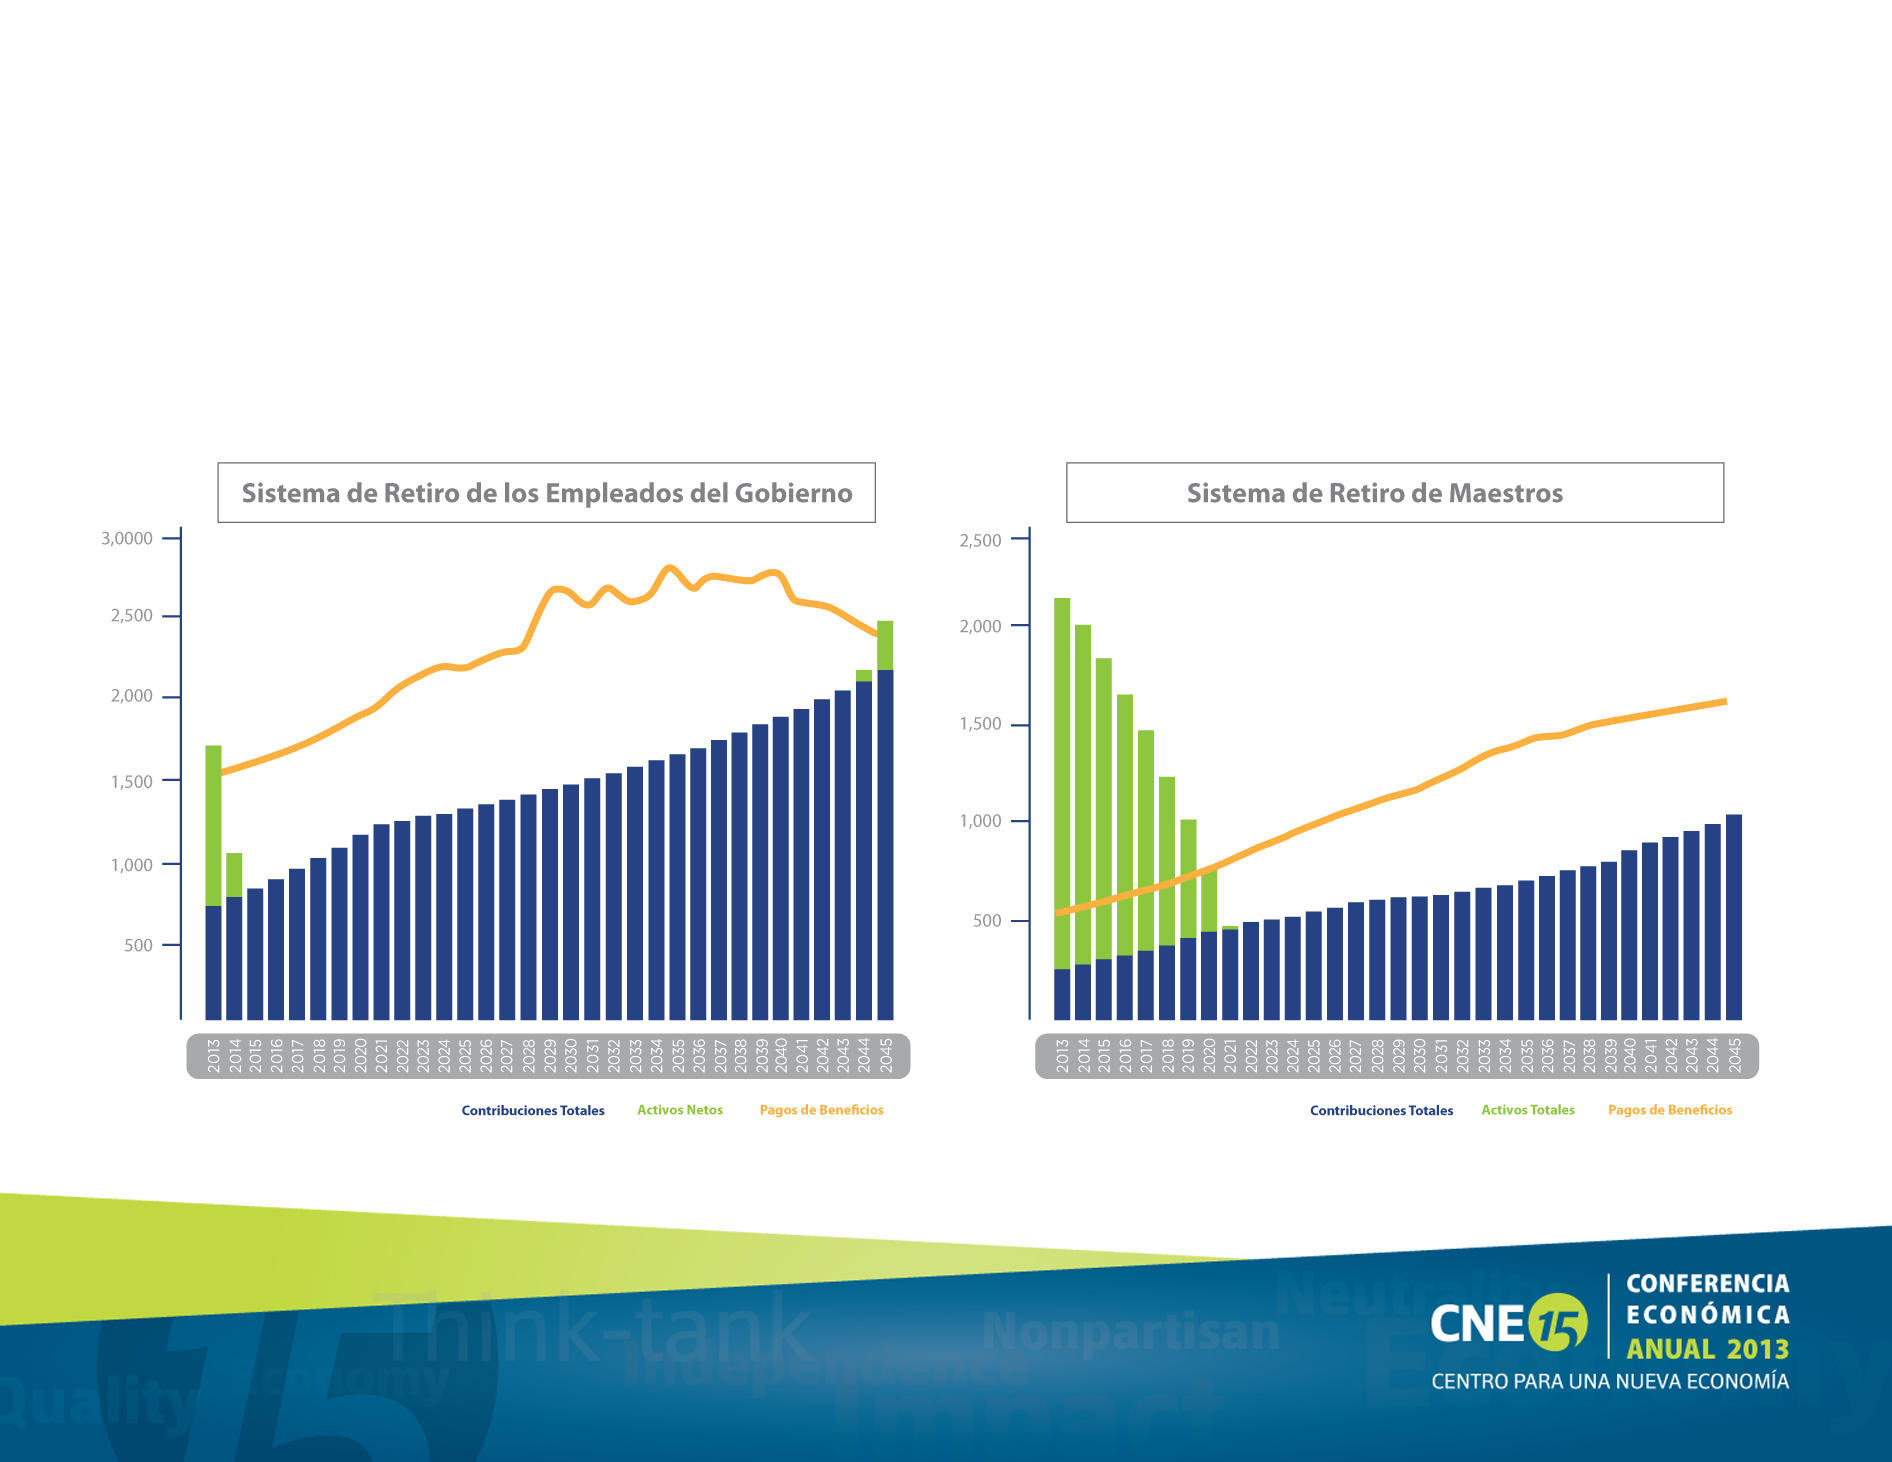 Sistema de Retiro de los Empleados del Gobierno
3,0000
2,500
2,000
1,500
1,000
500
2013 2014 2015 2016 2017 2018 2019 2020 2021 2022 2023 2024 2025 2026 2027 2028 2029 2030 2031 2032 2033 2034 2035 2036 2037 2038 2039 2040 2041 2042 2043 2044 2045
Contribuciones Totales Activos Netos Pagos de Beneficios
Sistema de Retiro de Maestros
2,500
2,000
1,500
1,000
500
2013 2014 2015 2016 2017 2018 2019 2020 2021 2022 2023 2024 2025 2026 2027 2028 2029 2030 2031 2032 2033 2034 2035 2036 2037 2038 2039 2040 2041 2042 2043 2044 2045
Contribuciones Totales Activos Totales Pagos de Beneficios
15
Think-tank
Quality
Economy
Independence
Nonpartisan
Impact
Neutrality
Economy
CNE 15
CONFERENCIA
ECONÓMICA
ANUAL 2013
CENTRO PARA UNA NUEVA ECONOMÍA